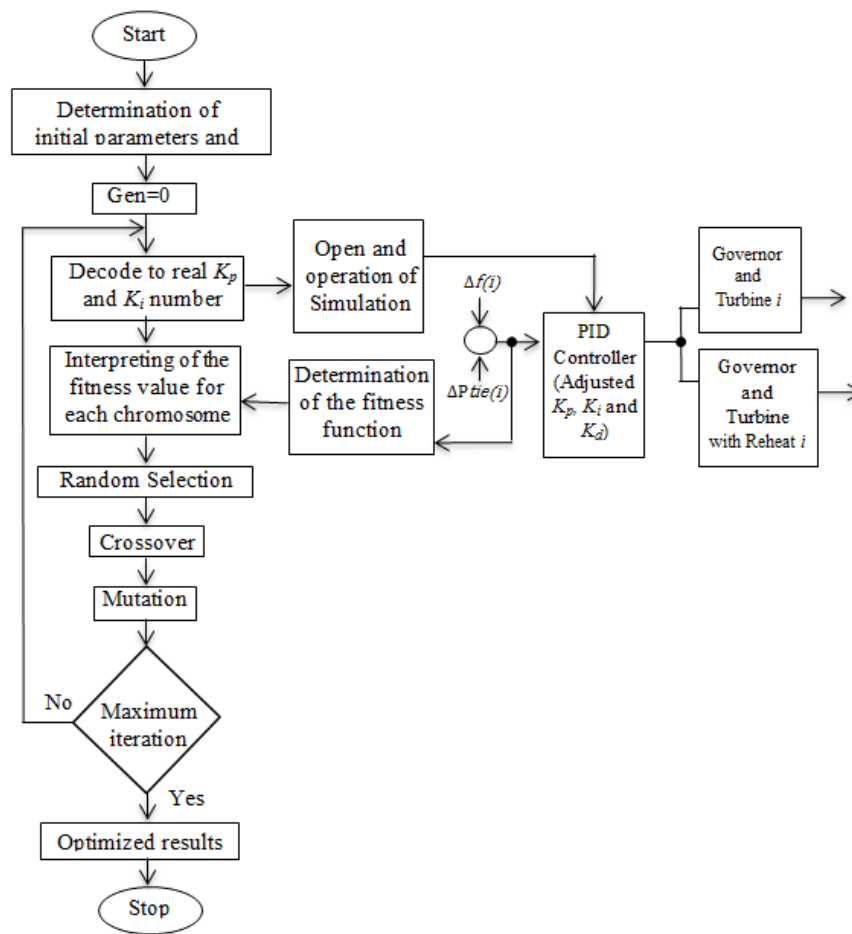 Start
Determination of
initial parameters and
Gen=0
Decode to real Kp
and Ki number
Open and
operation of
Simulation
Δf(i)
ΔPtie(i)
PID
Controller
(Adjusted
Kp, Ki and
Kd)
Governor
and
Turbine i
Governor
and
Turbine
with Reheat i
Interpreting of the
fitness value for
each chromosome
Determination
of the fitness
function
Random Selection
Crossover
Mutation
No
Maximum
iteration
Yes
Optimized results
Stop